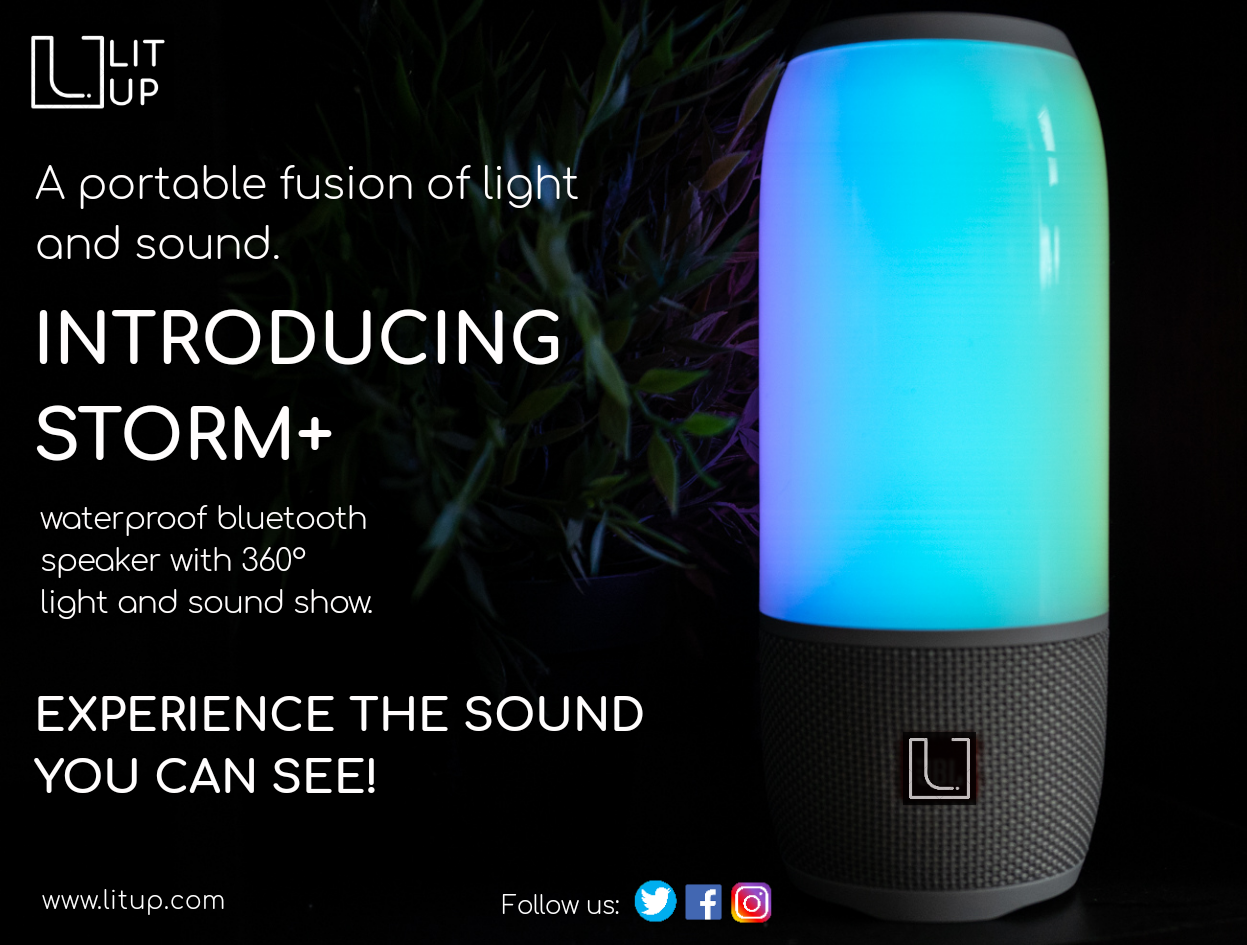 LIT
UP
A portable fusion of light
and sound.
INTRODUCING
STORM+
waterproof bluetooth
speaker with 360°
light and sound show.
EXPERIENCE THE SOUND
YOU CAN SEE!
www.litup.com
Follow us: